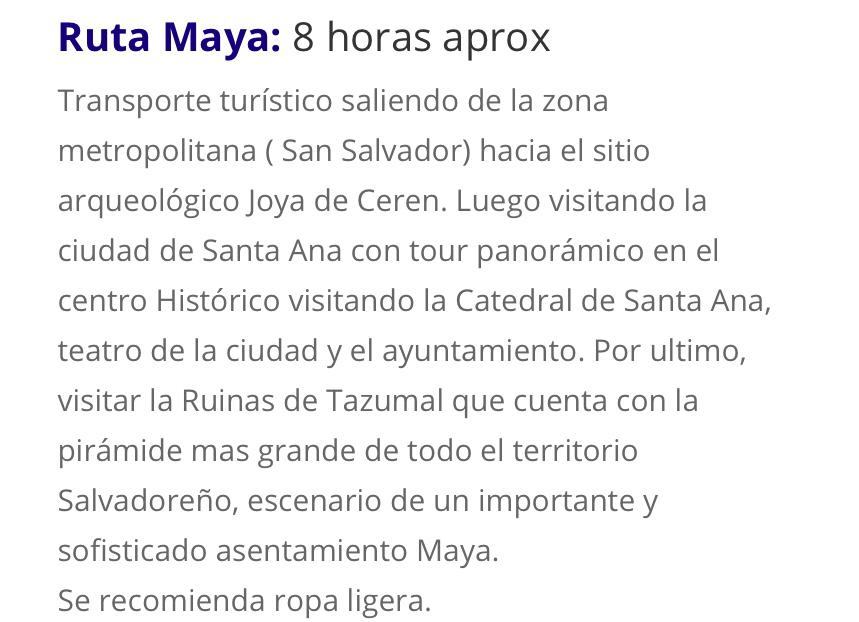 Ruta Maya: 8 horas aprox
Transporte turístico saliendo de la zona
metropolitana ( San Salvador) hacia el sitio
arqueológico Joya de Ceren. Luego visitando la
ciudad de Santa Ana con tour panorámico en el
centro Histórico visitando la Catedral de Santa Ana,
teatro de la ciudad y el ayuntamiento. Por ultimo,
visitar la Ruinas de Tazumal que cuenta con la
pirámide mas grande de todo el territorio
Salvadoreño, escenario de un importante y
sofisticado asentamiento Maya.
Se recomienda ropa ligera.